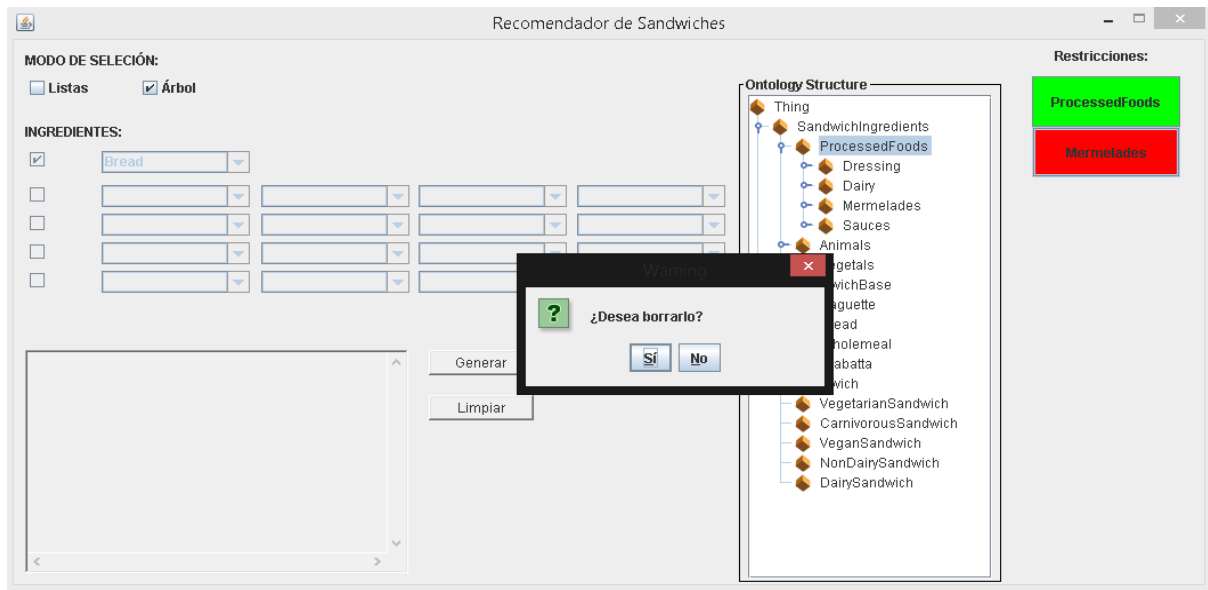 Recomendador de Sandwiches
MODO DE SELECIÓN:
Listas
Árbol
INGREDIENTES:
Bread
Generar
Limpiar
Ontology Structure
Thing
SandwichIngredients
ProcessedFoods
Dressing
Dairy
Mermelades
Sauces
Animals
VegetarianSandwich
CarnivorousSandwich
VeganSandwich
NonDairySandwich
DairySandwich
Warning
¿Desea borrarlo?
Sí
No
Restricciones:
ProcessedFoods
Mermelades